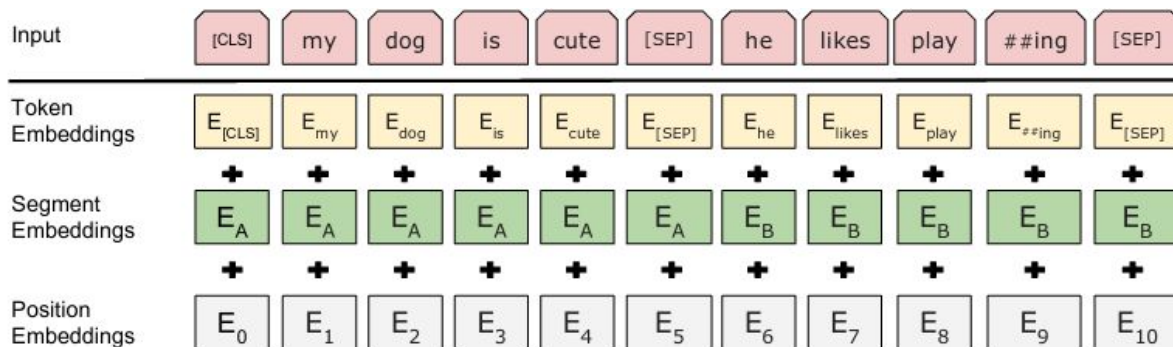 Input [CLS] my dog is cute [SEP] he likes play ##ing [SEP]
Token Embeddings E[CLS] Emy Edog Eis Ecute E[SEP] Ehe Elikes Eplay E##ing E[SEP]
+ + + + + + + + + + +
Segment Embeddings EA EA EA EA EA EA EB EB EB EB EB
+ + + + + + + + + + +
Position Embeddings E0 E1 E2 E3 E4 E5 E6 E7 E8 E9 E10